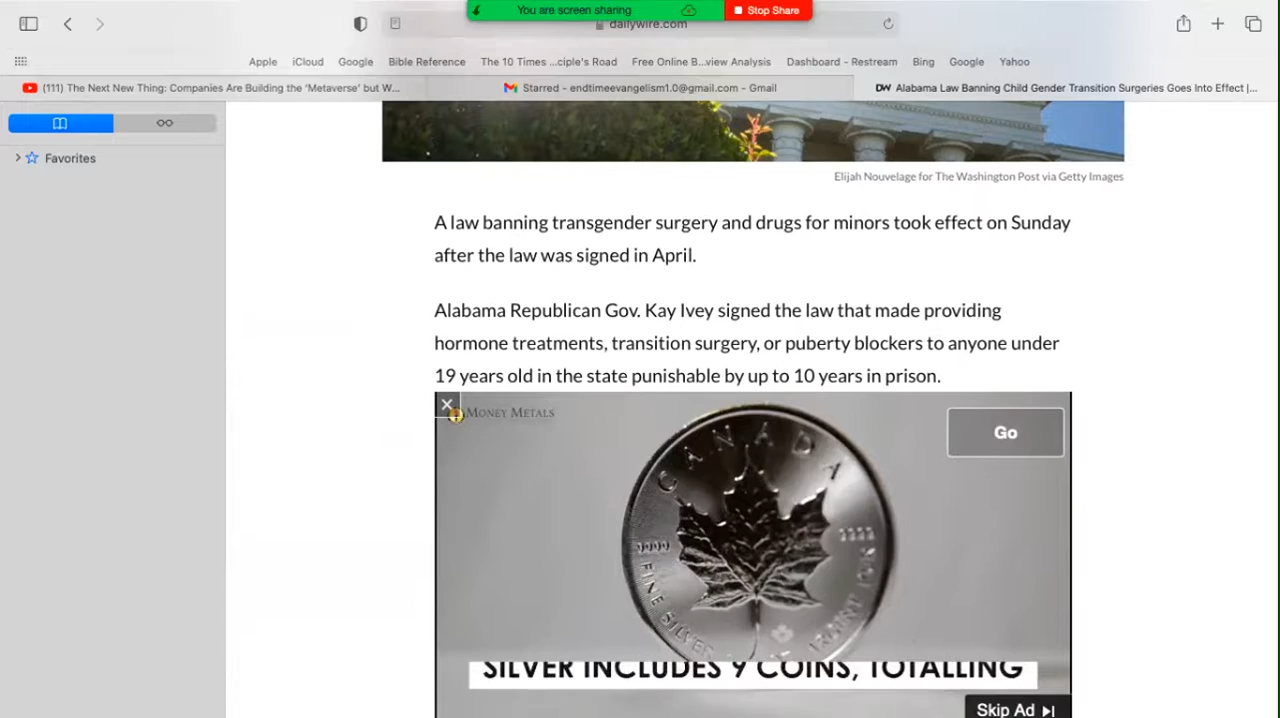 You are screen sharing
Stop Share
dailywire.com
Apple iCloud Google Bible Reference The 10 Times ...ciple's Road Free Online B...view Analysis Dashboard - Restream Bing Google Yahoo
(111) The Next New Thing: Companies Are Building the ‘Metaverse’ but W...
Starred - endtimeevangelism1.0@gmail.com - Gmail
DW Alabama Law Banning Child Gender Transition Surgeries Goes Into Effect |...
Favorites
Elijah Nouvelage for The Washington Post via Getty Images
A law banning transgender surgery and drugs for minors took effect on Sunday
after the law was signed in April.
Alabama Republican Gov. Kay Ivey signed the law that made providing
hormone treatments, transition surgery, or puberty blockers to anyone under
19 years old in the state punishable by up to 10 years in prison.
MONEY METALS
Go
CANADA
9999
9999
FINE SILVER
SILVER INCLUDES 9 COINS, TOTALLING
Skip Ad